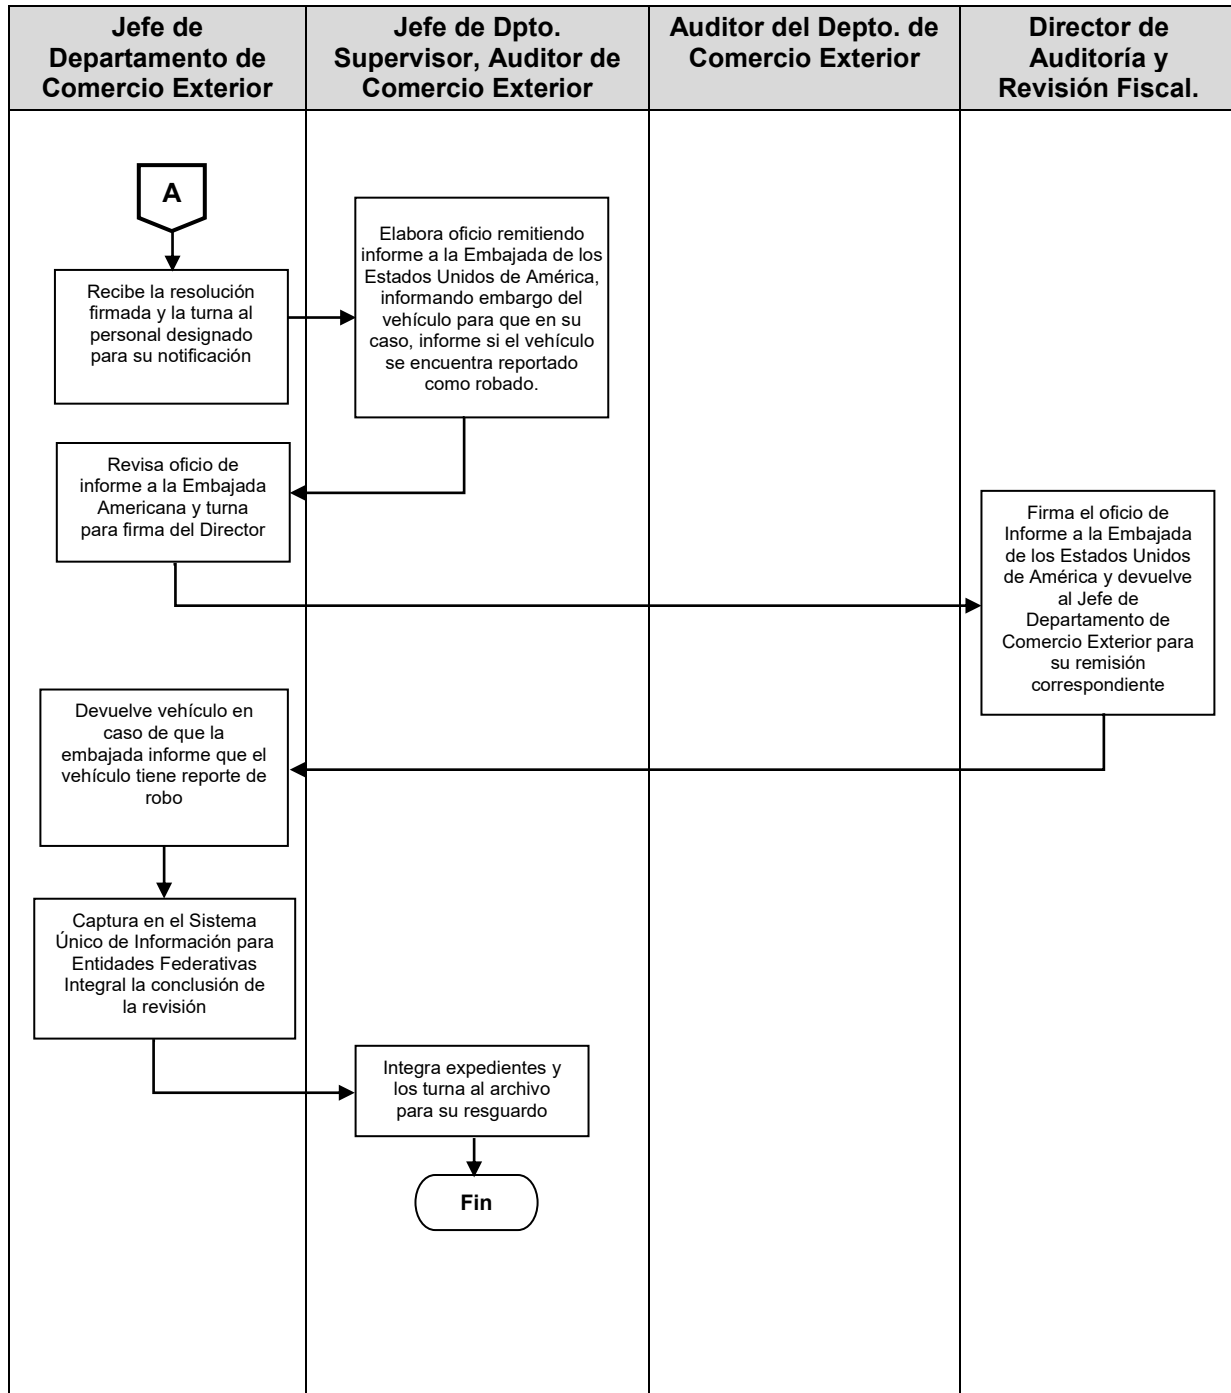 Jefe de
Departamento de
Comercio Exterior
Jefe de Dpto.
Supervisor, Auditor de
Comercio Exterior
Auditor del Depto. de
Comercio Exterior
Director de
Auditoría y
Revisión Fiscal.
A
Recibe la resolución
firmada y la turna al
personal designado
para su notificación
Elabora oficio remitiendo
informe a la Embajada de los
Estados Unidos de América,
informando embargo del
vehículo para que en su
caso, informe si el vehículo
se encuentra reportado
como robado.
Revisa oficio de
informe a la Embajada
Americana y turna
para firma del Director
Firma el oficio de
Informe a la Embajada
de los Estados Unidos
de América y devuelve
al Jefe de
Departamento de
Comercio Exterior para
su remisión
correspondiente
Devuelve vehículo en
caso de que la
embajada informe que el
vehículo tiene reporte de
robo
Captura en el Sistema
Único de Información para
Entidades Federativas
Integral la conclusión de
la revisión
Integra expedientes y
los turna al archivo
para su resguardo
Fin